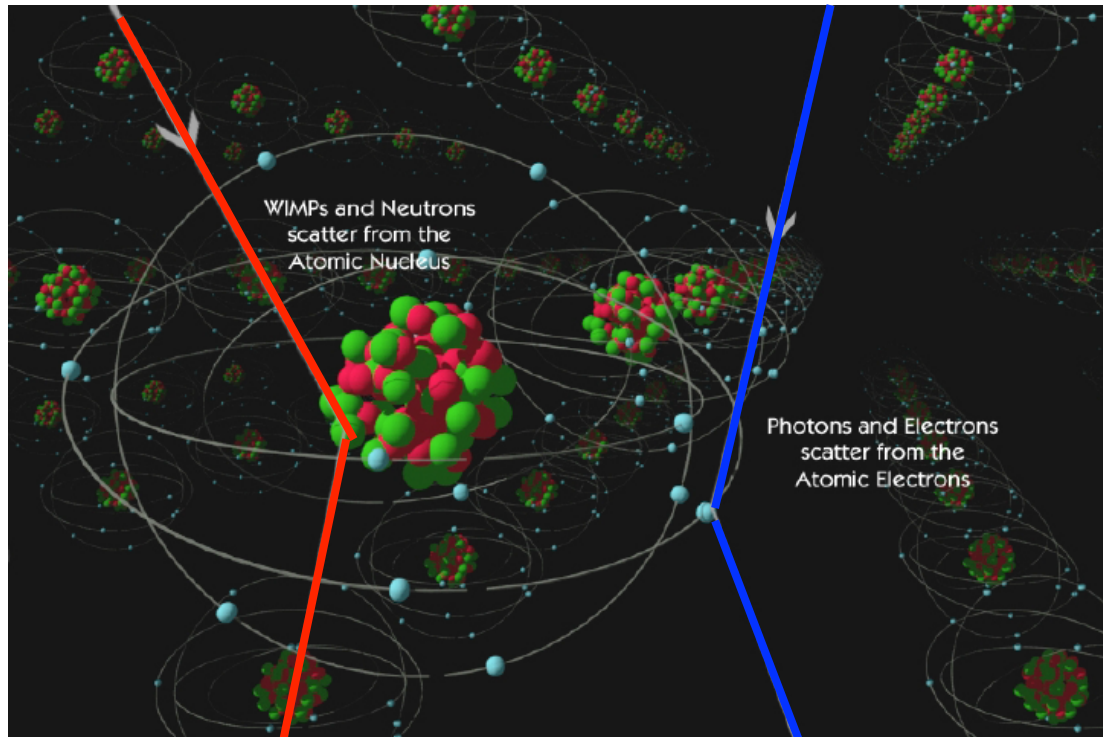 WIMPs and Neutrons
scatter from the
Atomic Nucleus
Photons and Electrons
scatter from the
Atomic Electrons